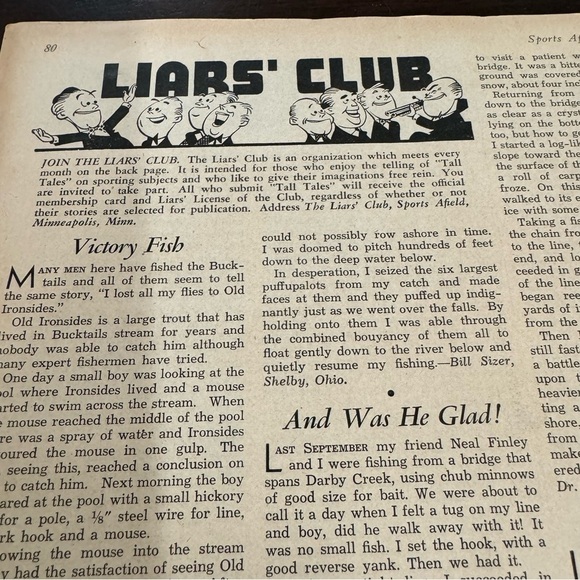 80
Sports Af
LIARS' CLUB
JOIN THE LIARS' CLUB. The Liars' Club is an organization which meets every
month on the back page. It is intended for those who enjoy the telling of "Tall
Tales" on sporting subjects and who like to give their imaginations free rein. You
are invited to take part. All who submit "Tall Tales" will receive the official
membership card and Liars' License of the Club, regardless of whether or not
their stories are selected for publication. Address The Liars' Club, Sports Afield,
Minneapolis, Minn.
Victory Fish
MANY MEN here have fished the Buck-
tails and all of them seem to tell
the same story, "I lost all my flies to Old
Ironsides."
Old Ironsides is a large trout that has
lived in Bucktails stream for years and
nobody was able to catch him although
many expert fishermen have tried.
One day a small boy was looking at the
ool where Ironsides lived and a mouse
arted to swim across the stream. When
e mouse reached the middle of the pool
ere was a spray of water and Ironsides
oured the mouse in one gulp. The
seeing this, reached a conclusion on
to catch him. Next morning the boy
ared at the pool with a small hickory
for a pole, a ⅛" steel wire for line,
rk hook and a mouse.
owing the mouse into the stream
y had the satisfaction of seeing Old
could not possibly row ashore in time.
I was doomed to pitch hundreds of feet
down to the deep water below.
In desperation, I seized the six largest
puffupalots from my catch and made
faces at them and they puffed up indig-
nantly just as we went over the falls. By
holding onto them I was able through
the combined bouyancy of them all to
float gently down to the river below and
quietly resume my fishing.—Bill Sizer,
Shelby, Ohio.
And Was He Glad!
LAST SEPTEMBER my friend Neal Finley
and I were fishing from a bridge that
spans Darby Creek, using chub minnows
of good size for bait. We were about to
call it a day when I felt a tug on my line
and boy, did he walk away with it! It
was no small fish. I set the hook, with a
good reverse yank. Then we had it.
to visit a patient w
bridge. It was a bitte
ground was covered
snow, about four inc
Returning from
down to the bridge
as clear as a cryst
lying on the botto
too, but how to g
I started a log-lik
slope toward th
the surface of th
a roll of carp
froze. On this
walked to its e
ice with some
Taking a fis
the chain fro
to the line,
end, and lo
ceeded in g
of the line
began ree
yards of i
from the
Then I
still fast
a battle
upon t
heavie
ting a
shore.
from
make
ered
Dr.